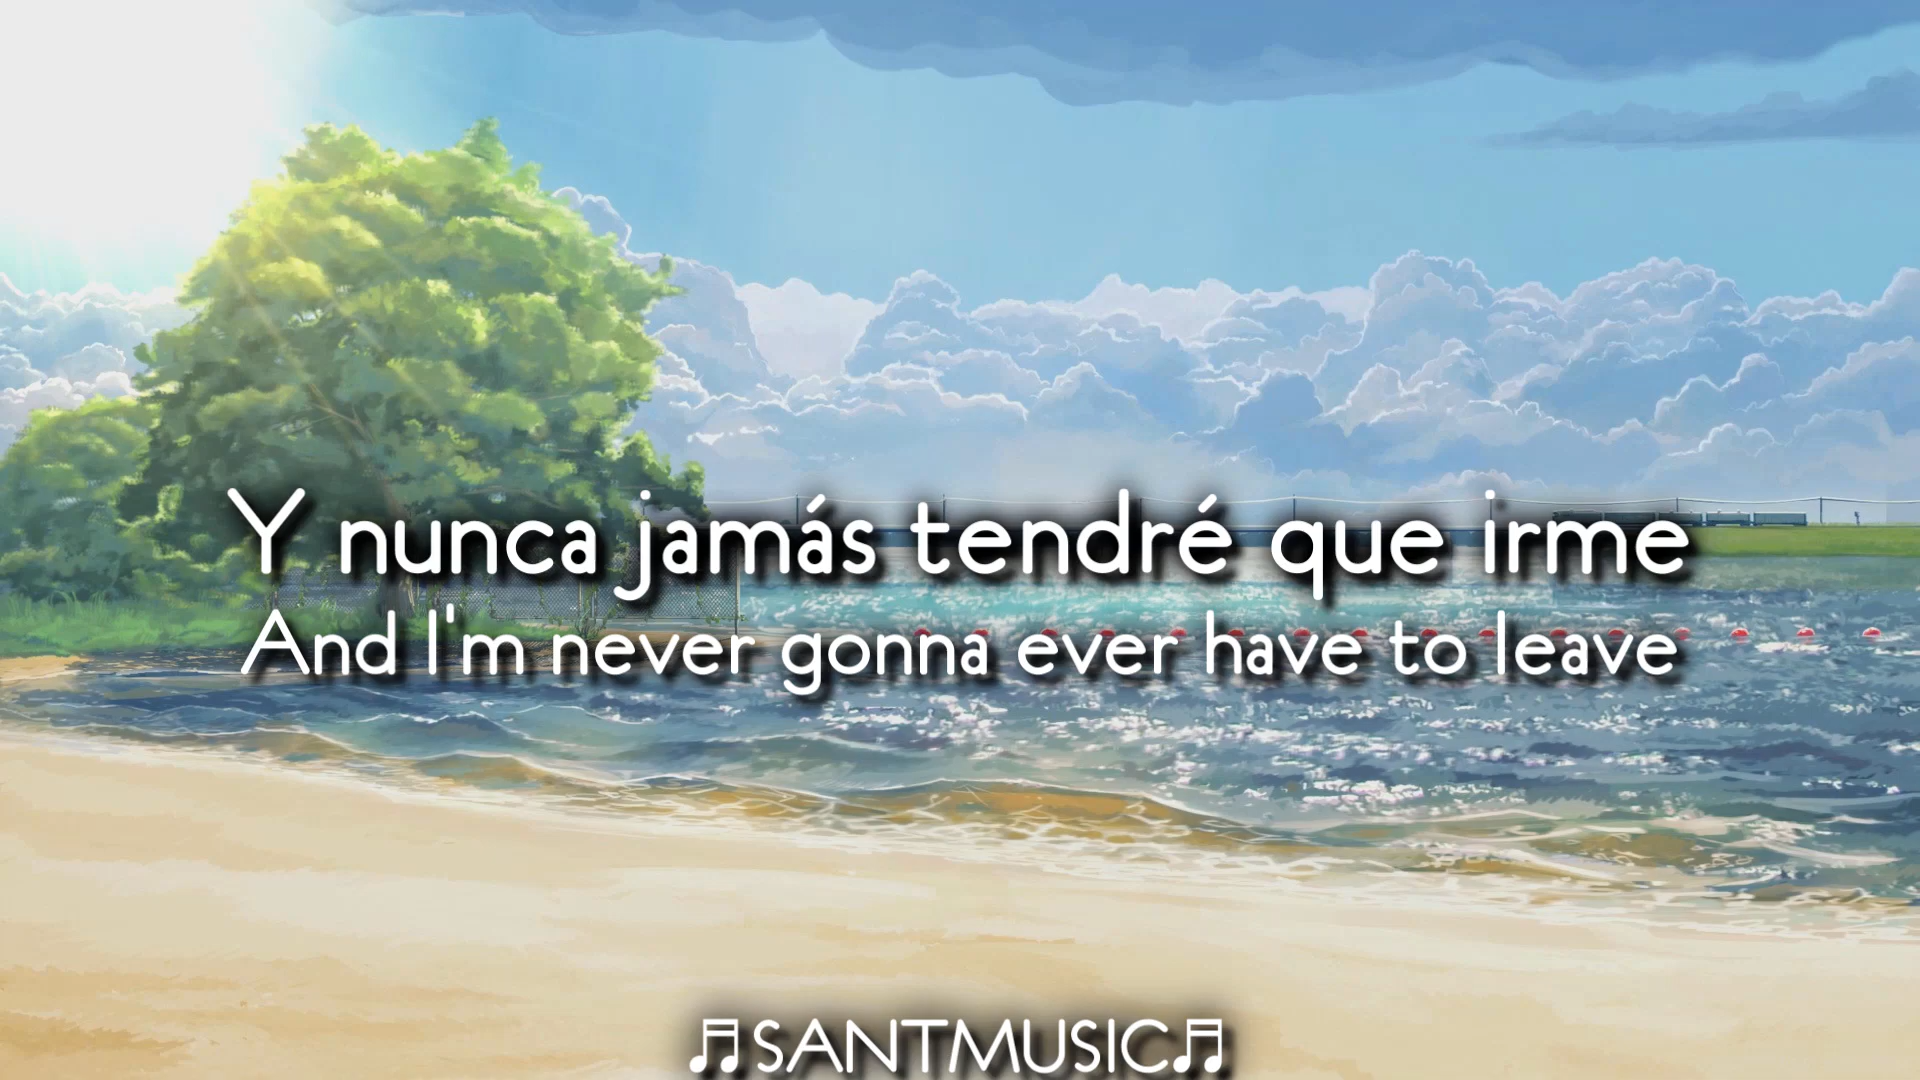 Y nunca jamás tendré que irme
And I'm never gonna ever have to leave
♬SANTMUSIC♬